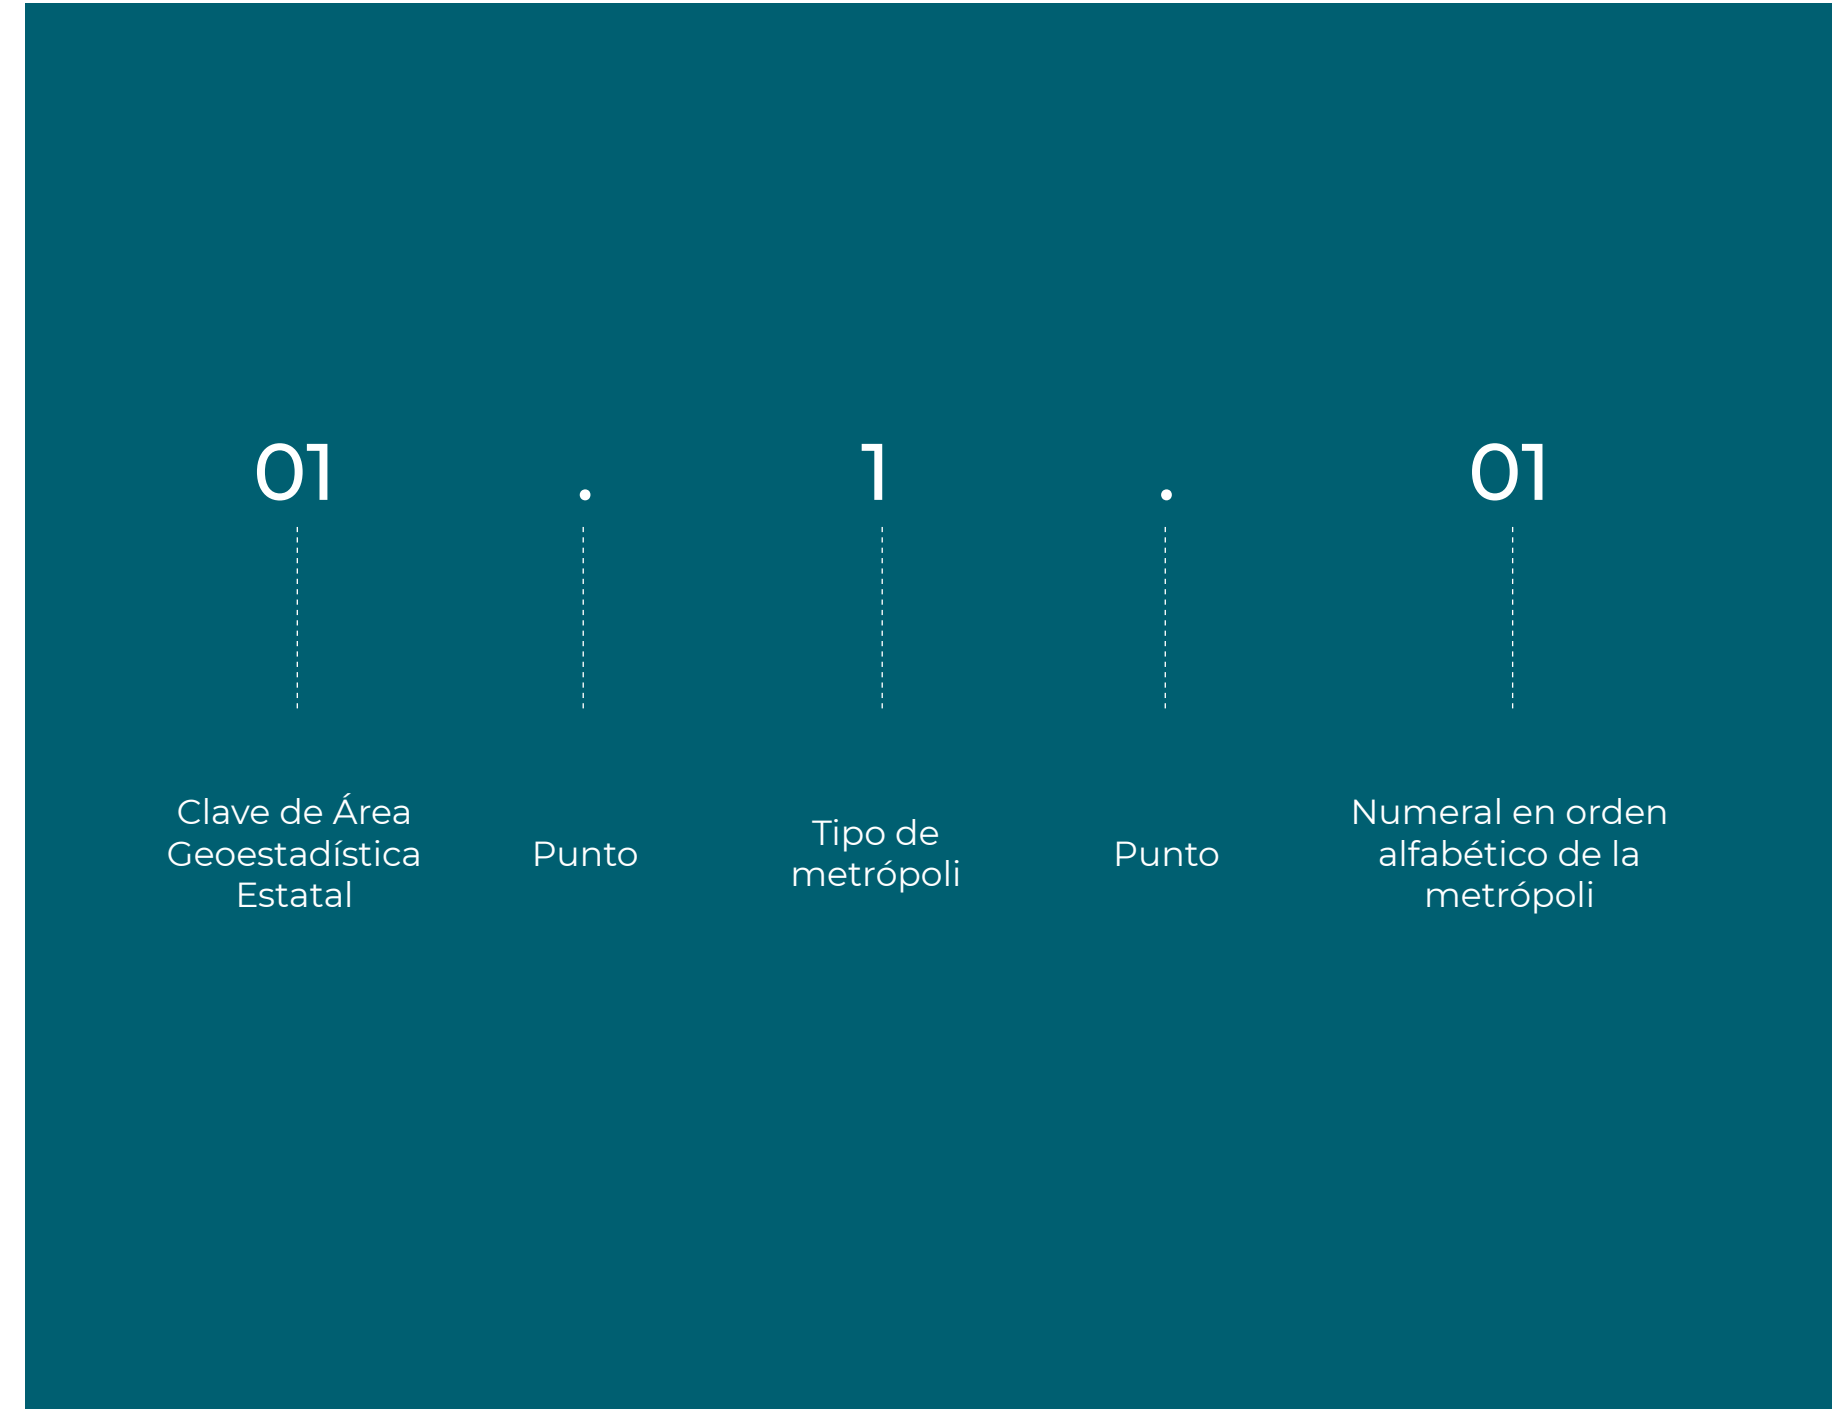 01 . 1 . 01
Clave de Área
Geoestadística
Estatal
Punto
Tipo de
metrópoli
Punto
Numeral en orden
alfabético de la
metrópoli